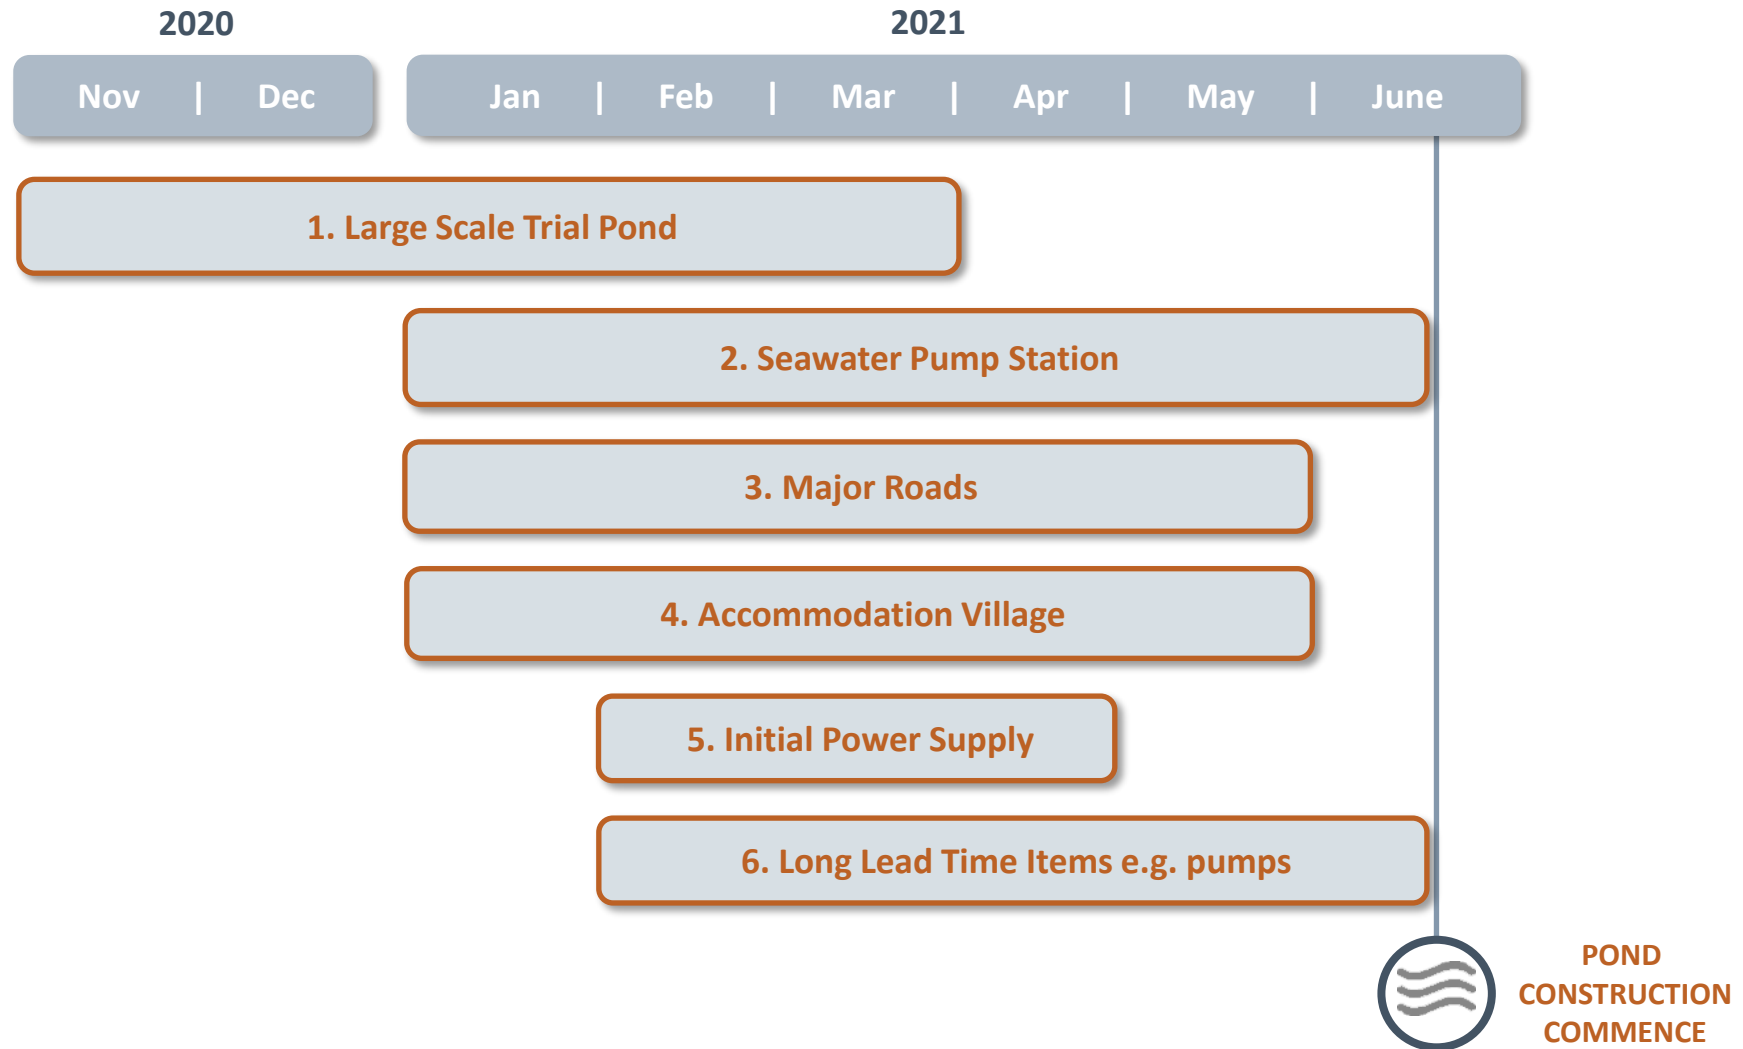 2020 2021
Nov | Dec Jan | Feb | Mar | Apr | May | June
1. Large Scale Trial Pond
2. Seawater Pump Station
3. Major Roads
4. Accommodation Village
5. Initial Power Supply
6. Long Lead Time Items e.g. pumps
POND
CONSTRUCTION
COMMENCE